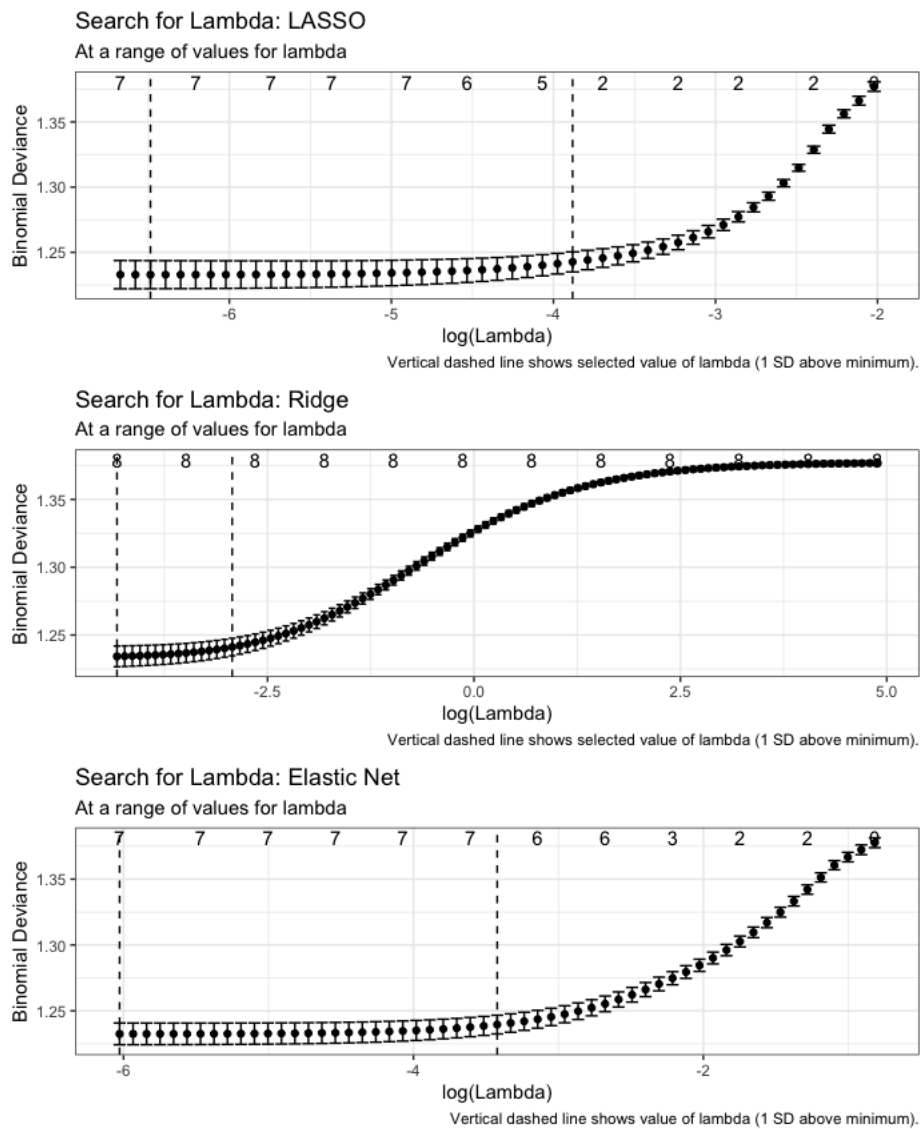 Search for Lambda: LASSO
At a range of values for lambda
7 7 7 7 7 6 5 2 2 2 2 0
1.35
1.30
1.25
Binomial Deviance
-6 -5 -4 -3 -2
log(Lambda)
Vertical dashed line shows selected value of lambda (1 SD above minimum).
Search for Lambda: Ridge
At a range of values for lambda
8 8 8 8 8 8 8 8 8 8 8 8
1.35
1.30
1.25
Binomial Deviance
-2.5 0.0 2.5 5.0
log(Lambda)
Vertical dashed line shows selected value of lambda (1 SD above minimum).
Search for Lambda: Elastic Net
At a range of values for lambda
7 7 7 7 7 7 6 6 3 2 2 0
1.35
1.30
1.25
Binomial Deviance
-6 -4 -2
log(Lambda)
Vertical dashed line shows value of lambda (1 SD above minimum).